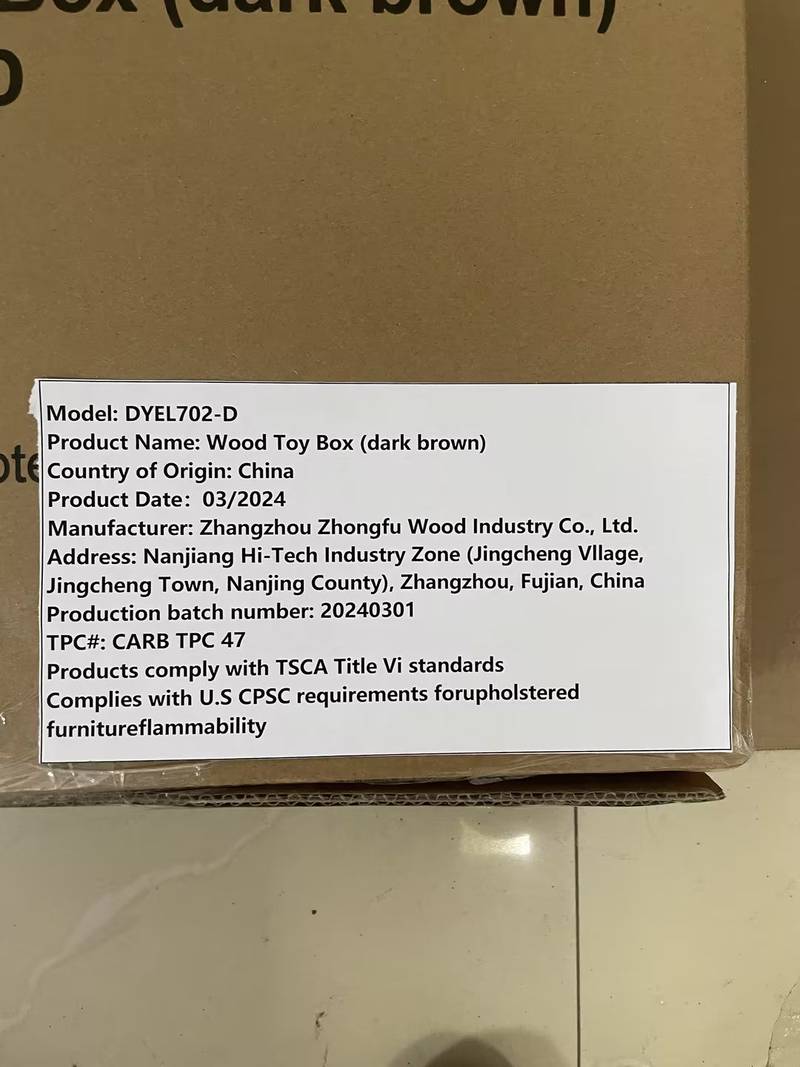 Box (dark brown)
Model: DYEL702-D
Product Name: Wood Toy Box (dark brown)
Country of Origin: China
Product Date: 03/2024
Manufacturer: Zhangzhou Zhongfu Wood Industry Co., Ltd.
Address: Nanjiang Hi-Tech Industry Zone (Jingcheng Vllage,
Jingcheng Town, Nanjing County), Zhangzhou, Fujian, China
Production batch number: 20240301
TPC#: CARB TPC 47
Products comply with TSCA Title Vi standards
Complies with U.S CPSC requirements forupholstered
furnitureflammability